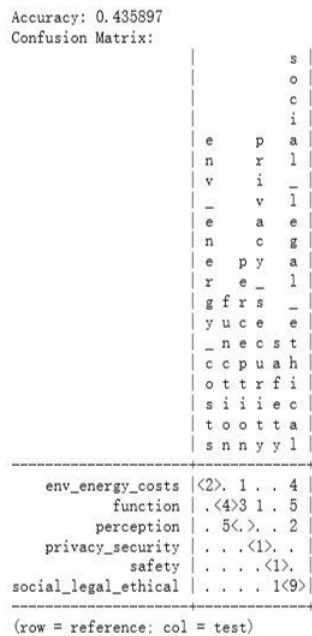 Accuracy: 0.435897
Confusion Matrix:
| s |
| o |
| c |
| i |
| e p a |
| n r l |
| v i _ |
| _ v l |
| e a e |
| n c g |
| e p y a |
| r e _ l |
| g f r s _ |
| y u c e e |
| _ n e c s t |
| c c p u a h |
| o t t r f i |
| s i i i e c |
| t o o t t a |
| s n n y y l |
env_energy_costs |<2>. 1 . . 4 |
function | .<4>3 1 . 5 |
perception | . 5<.>. . 2 |
privacy_security | . . .<1>. . |
safety | . . . .<1>. |
social_legal_ethical | . . . . 1<9>|
(row = reference; col = test)